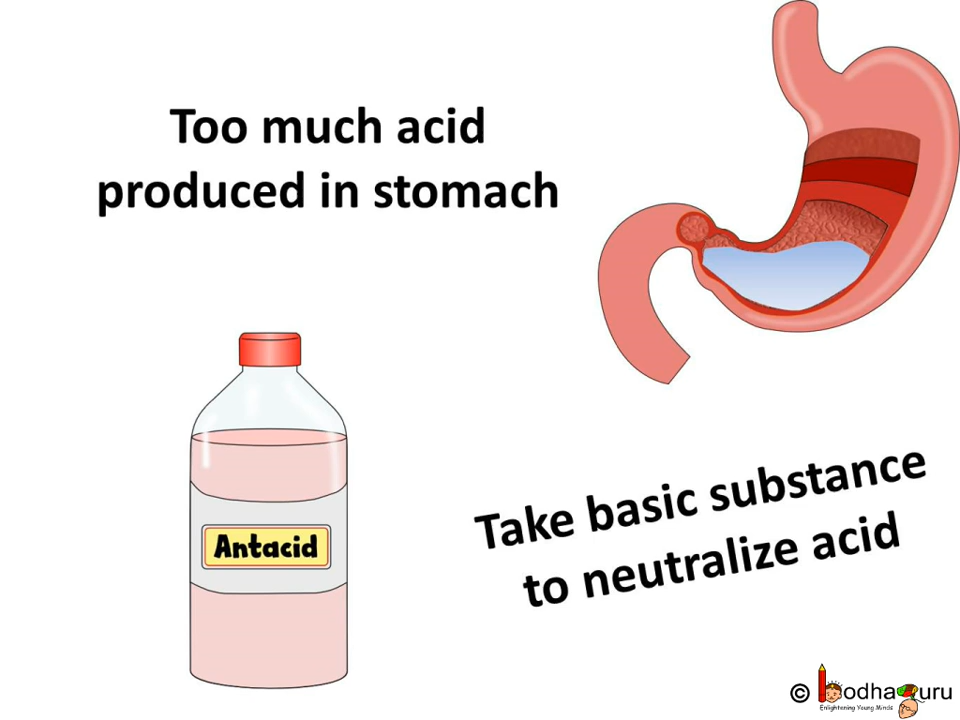 Too much acid
produced in stomach
Antacid
Take basic substance
to neutralize acid
© bodhaguru
Enlightening Young Minds